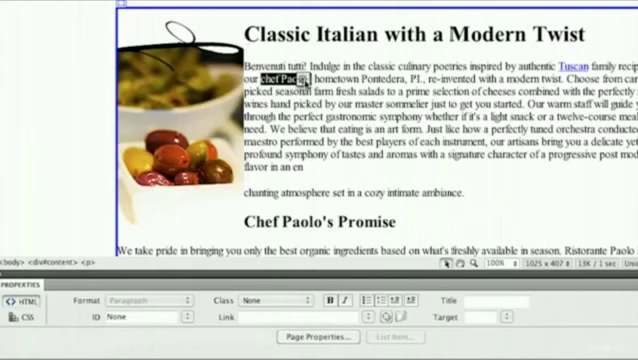 Classic Italian with a Modern Twist
Benvenuti tutti! Indulge in the classic culinary poetries inspired by authentic Tuscan family recip
our chef Pao hometown Pontedera, PI., re-invented with a modern twist. Choose from car
picked seasonal farm fresh salads to a prime selection of cheeses combined with the perfectly
wines hand picked by our master sommelier just to get you started. Our warm staff will guide y
through the perfect gastronomic symphony whether if it's a light snack or a twelve-course mea
need. We believe that eating is an art form. Just like how a perfectly tuned orchestra conducte
maestro performed by the best players of each instrument, our artisans bring you a delicate yet
profound symphony of tastes and aromas with a signature character of a progressive post mod
flavor in an en
chanting atmosphere set in a cozy intimate ambiance.
Chef Paolo's Promise
We take pride in bringing you only the best organic ingredients based on what's freshly available in season. Ristorante Paolo
<body> <div#content> <p> 100% 1025 x 407 13K / 1 sec Uni
PROPERTIES
<> HTML Format Paragraph Class None B I Title
CSS ID None Link Target
Page Properties... List Item...